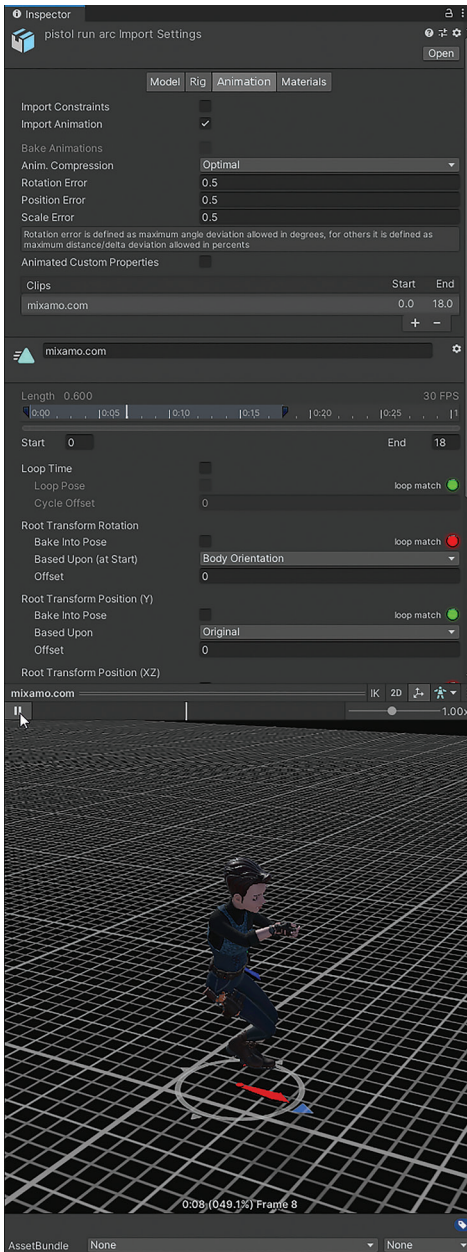 Inspector
pistol run arc Import Settings
Open
Model Rig Animation Materials
Import Constraints
Import Animation
Bake Animations
Anim. Compression Optimal
Rotation Error 0.5
Position Error 0.5
Scale Error 0.5
Rotation error is defined as maximum angle deviation allowed in degrees, for others it is defined as
maximum distance/delta deviation allowed in percents
Animated Custom Properties
Clips Start End
mixamo.com 0.0 18.0
+ −
mixamo.com
Length 0.600 30 FPS
0:00 0:05 0:10 0:15 0:20 0:25 1
Start 0 End 18
Loop Time
Loop Pose loop match
Cycle Offset 0
Root Transform Rotation
Bake Into Pose loop match
Based Upon (at Start) Body Orientation
Offset 0
Root Transform Position (Y)
Bake Into Pose loop match
Based Upon Original
Offset 0
Root Transform Position (XZ)
mixamo.com IK 2D
1.00x
0:08 (049.1%) Frame 8
AssetBundle None None